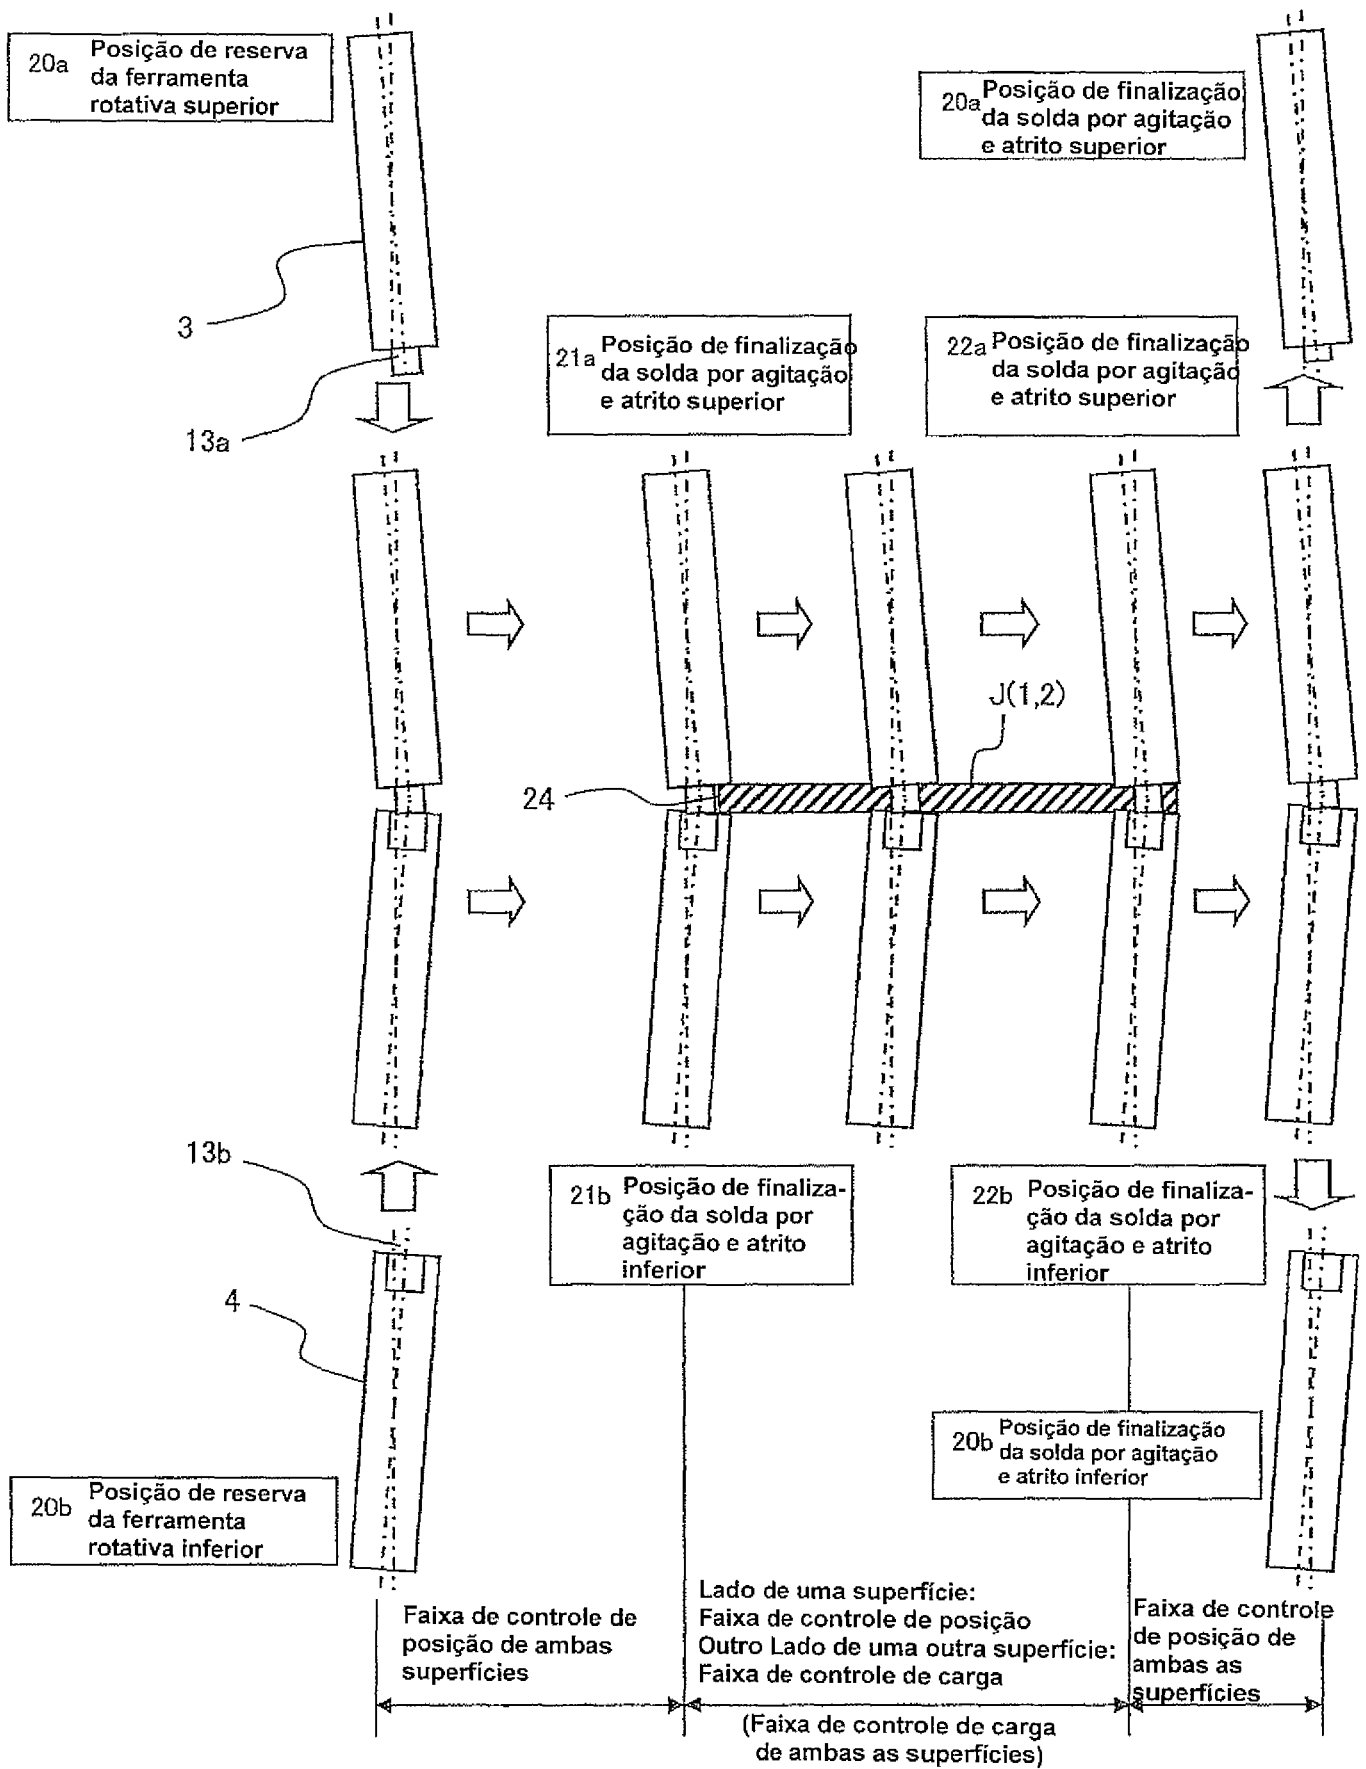 20a Posição de reserva
da ferramenta
rotativa superior
20a Posição de finalização
da solda por agitação
e atrito superior
3
13a
21a Posição de finalização
da solda por agitação
e atrito superior
22a Posição de finalização
da solda por agitação
e atrito superior
J(1,2)
24
13b
21b Posição de finaliza-
ção da solda por
agitação e atrito
inferior
22b Posição de finaliza-
ção da solda por
agitação e atrito
inferior
4
20b Posição de finalização
da solda por agitação
e atrito inferior
20b Posição de reserva
da ferramenta
rotativa inferior
Faixa de controle de
posição de ambas
superfícies
Lado de uma superfície:
Faixa de controle de posição
Outro Lado de uma outra superfície:
Faixa de controle de carga
(Faixa de controle de carga
de ambas as superfícies)
Faixa de controle
de posição de
ambas as
superfícies